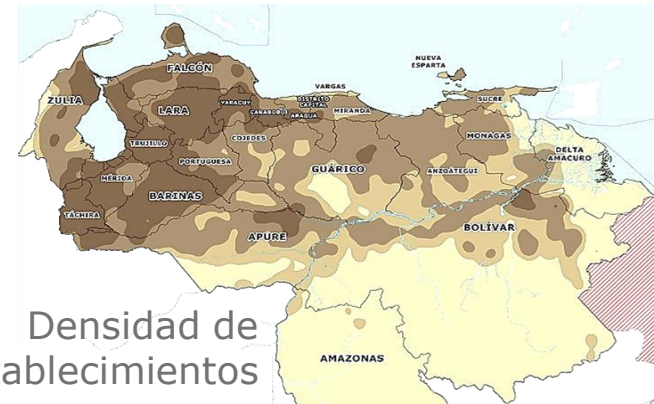 NUEVA
ESPARTA
FALCÓN
VARGAS
ZULIA
DISTRITO
CAPITAL
SUCRE
LARA
YARACUY
CARABOBO
ARAGUA
MIRANDA
TRUJILLO
COJEDES
MONAGAS
DELTA
AMACURO
PORTUGUESA
GUÁRICO
ANZOÁTEGUI
MÉRIDA
BARINAS
TÁCHIRA
APURE
BOLÍVAR
Densidad de
ablecimientos
AMAZONAS